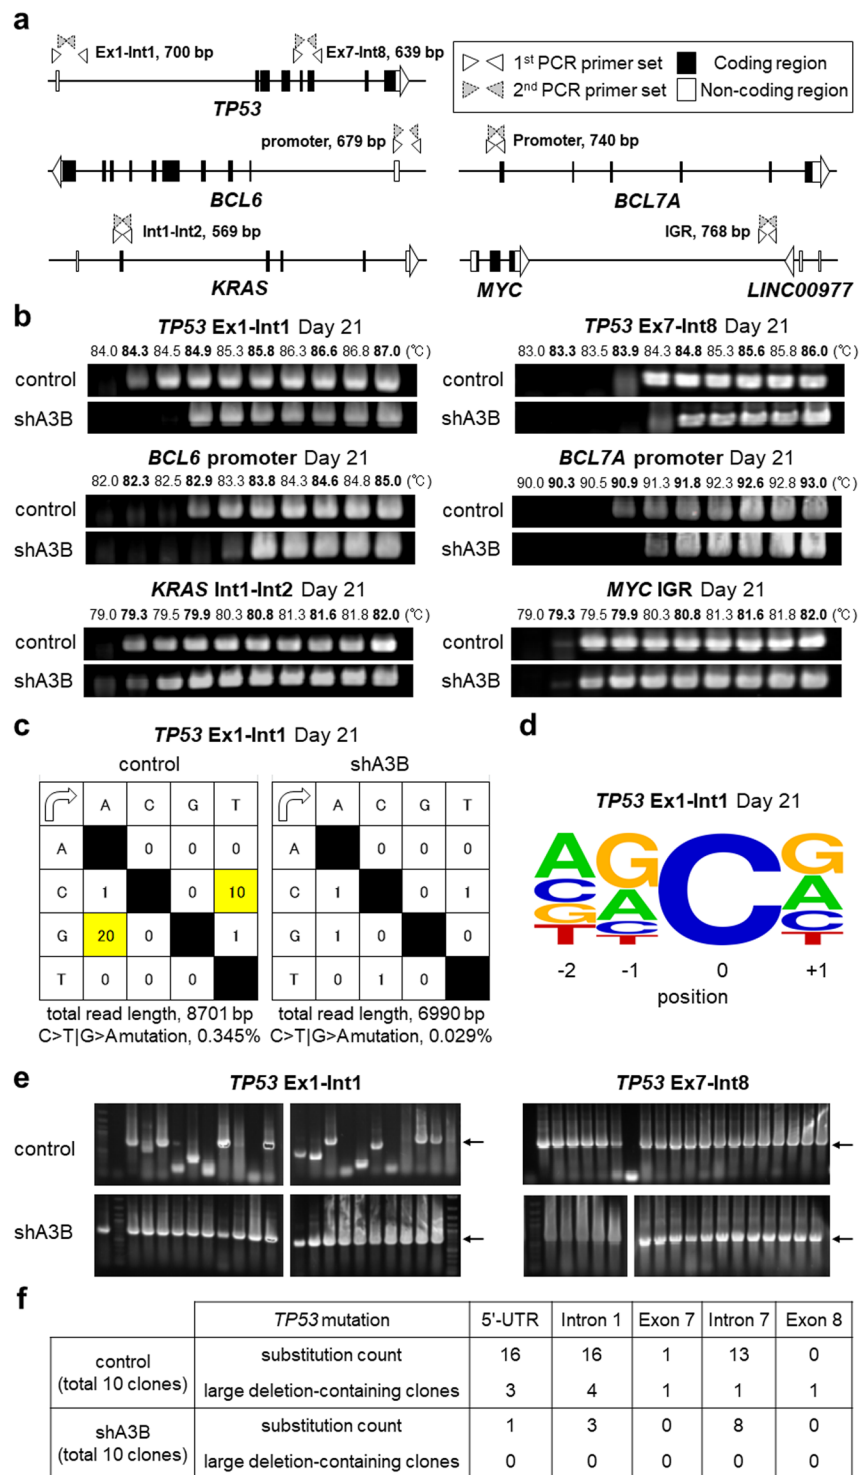 a
Ex1-Int1, 700 bp
Ex7-Int8, 639 bp
TP53
1st PCR primer set
Coding region
2nd PCR primer set
Non-coding region
promoter, 679 bp
BCL6
Promoter, 740 bp
BCL7A
Int1-Int2, 569 bp
KRAS
IGR, 768 bp
MYC
LINC00977
b
TP53 Ex1-Int1 Day 21
84.0 84.3 84.5 84.9 85.3 85.8 86.3 86.6 86.8 87.0 (℃)
control
shA3B
TP53 Ex7-Int8 Day 21
83.0 83.3 83.5 83.9 84.3 84.8 85.3 85.6 85.8 86.0 (℃)
control
shA3B
BCL6 promoter Day 21
82.0 82.3 82.5 82.9 83.3 83.8 84.3 84.6 84.8 85.0 (℃)
control
shA3B
BCL7A promoter Day 21
90.0 90.3 90.5 90.9 91.3 91.8 92.3 92.6 92.8 93.0 (℃)
control
shA3B
KRAS Int1-Int2 Day 21
79.0 79.3 79.5 79.9 80.3 80.8 81.3 81.6 81.8 82.0 (℃)
control
shA3B
MYC IGR Day 21
79.0 79.3 79.5 79.9 80.3 80.8 81.3 81.6 81.8 82.0 (℃)
control
shA3B
c
TP53 Ex1-Int1 Day 21
control
A C G T
A 0 0 0
C 1 0 10
G 20 0 1
T 0 0 0
total read length, 8701 bp
C>T|G>A mutation, 0.345%
shA3B
A C G T
A 0 0 0
C 1 0 1
G 1 0 0
T 0 1 0
total read length, 6990 bp
C>T|G>A mutation, 0.029%
d
TP53 Ex1-Int1 Day 21
A G C G
C A A
G C C
T T T
-2 -1 0 +1
position
e
TP53 Ex1-Int1
TP53 Ex7-Int8
control
shA3B
f
TP53 mutation 5'-UTR Intron 1 Exon 7 Intron 7 Exon 8
control
(total 10 clones)
substitution count 16 16 1 13 0
large deletion-containing clones 3 4 1 1 1
shA3B
(total 10 clones)
substitution count 1 3 0 8 0
large deletion-containing clones 0 0 0 0 0